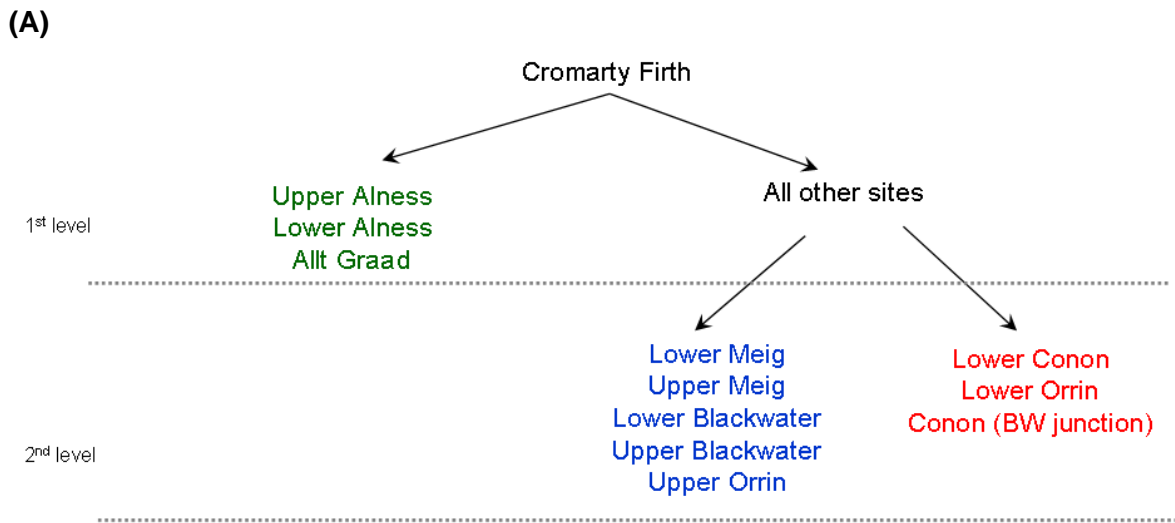 (A)
Cromarty Firth
1st level
Upper Alness
Lower Alness
Allt Graad
All other sites
2nd level
Lower Meig
Upper Meig
Lower Blackwater
Upper Blackwater
Upper Orrin
Lower Conon
Lower Orrin
Conon (BW junction)